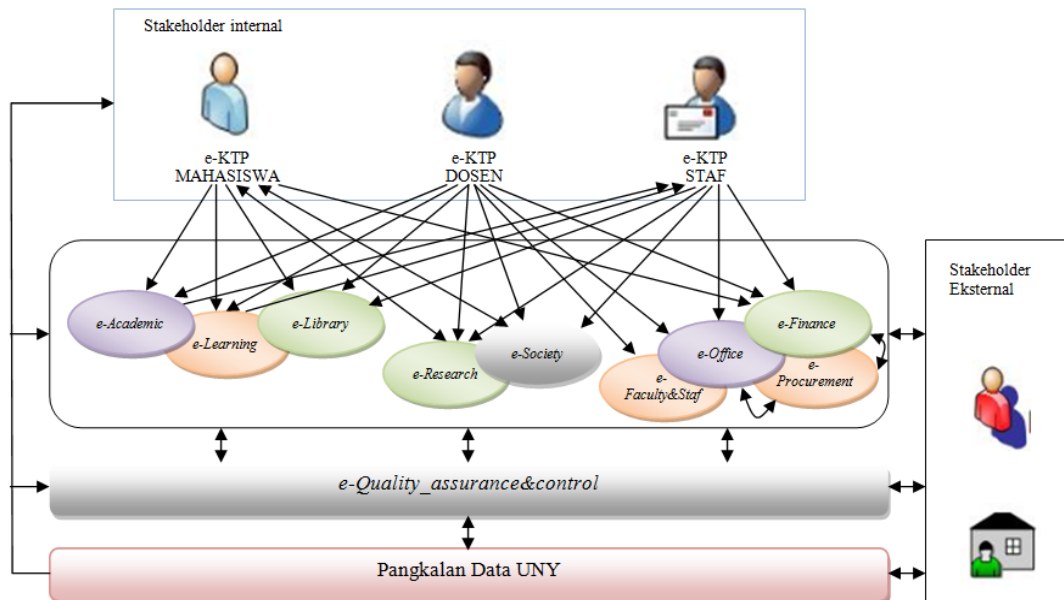 Stakeholder internal
e-KTP
MAHASISWA
e-KTP
DOSEN
e-KTP
STAF
Stakeholder
Eksternal
e-Academic
e-Learning
e-Library
e-Research
e-Society
e-
Faculty&Staf
e-Office
e-Finance
e-
Procurement
e-Quality_assurance&control
Pangkalan Data UNY